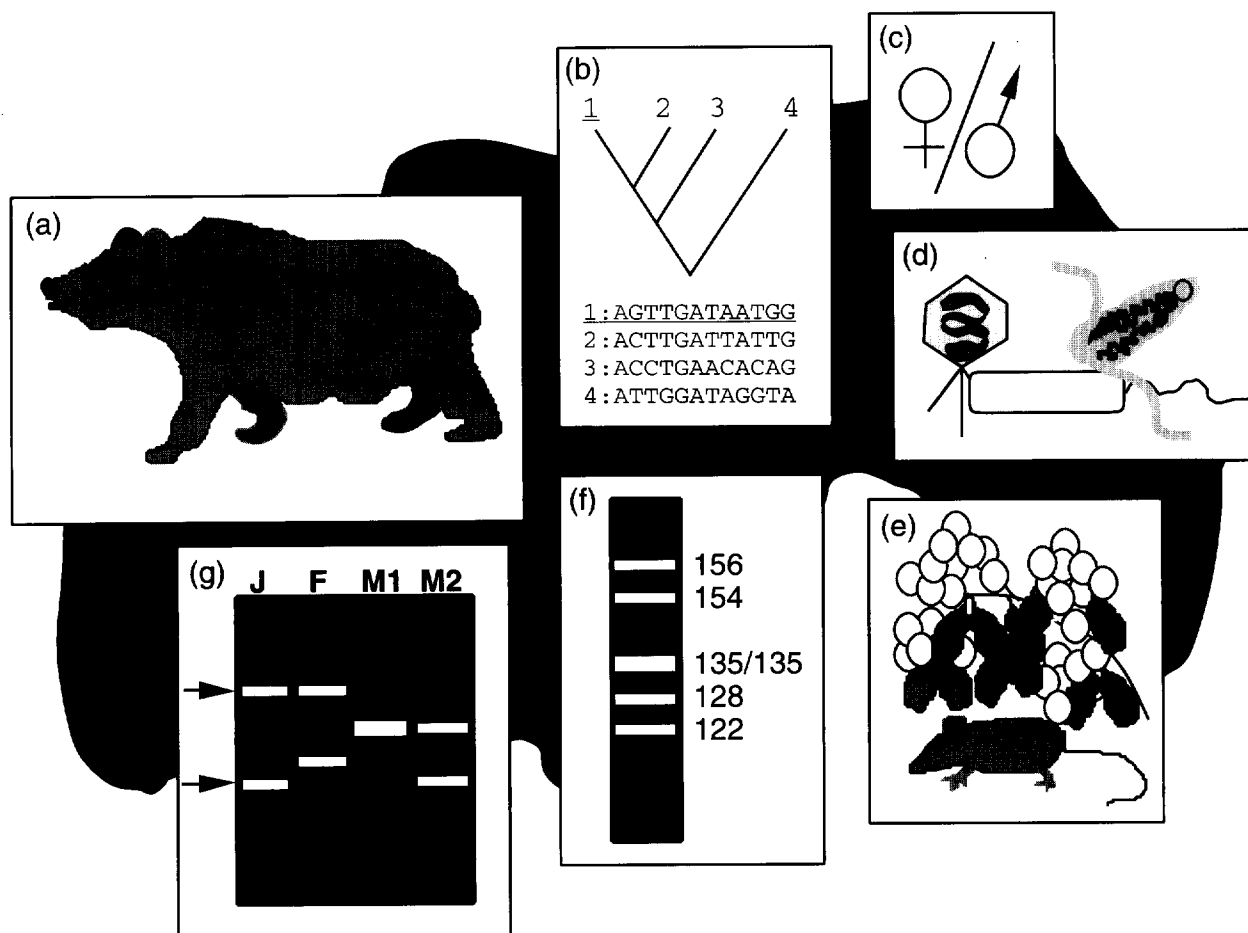 (a)
(b)
1 2 3 4
1:AGTTGATAATGG
2:ACTTGATTATTG
3:ACCTGAACACAG
4:ATTGGATAGGTA
(c)
(d)
(e)
(f)
156
154
135/135
128
122
(g)
J F M1 M2